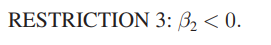 RESTRICTION 3: β₂ < 0.